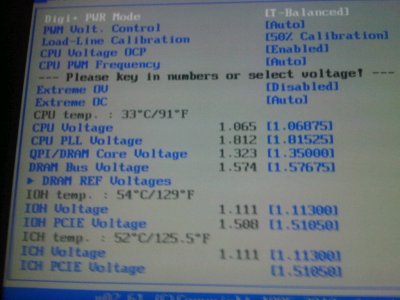 Digi+ PWR Mode [T-Balanced]
PWM Volt. Control [Auto]
Load-Line Calibration [50% Calibration]
CPU Voltage OCP [Enabled]
CPU PWM Frequency [Auto]
--- Please key in numbers or select voltage! ---
Extreme OV [Disabled]
Extreme OC [Auto]
CPU temp. : 33°C/91°F
CPU Voltage 1.065 [1.06875]
CPU PLL Voltage 1.812 [1.81525]
QPI/DRAM Core Voltage 1.323 [1.35000]
DRAM Bus Voltage 1.574 [1.57675]
▶ DRAM REF Voltages
IOH temp. : 54°C/129°F
IOH Voltage 1.111 [1.11300]
IOH PCIE Voltage 1.508 [1.51050]
ICH temp. : 52°C/125.5°F
ICH Voltage 1.111 [1.11300]
ICH PCIE Voltage [1.51050]